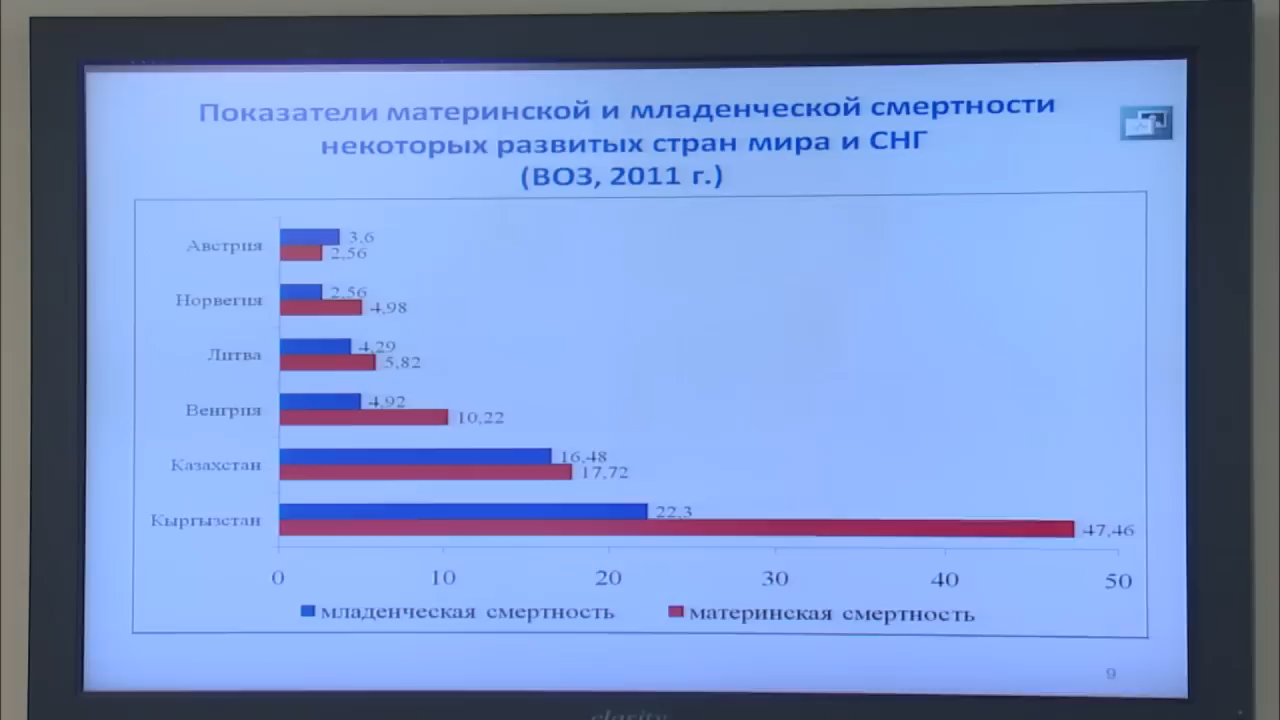 Показатели материнской и младенческой смертности
некоторых развитых стран мира и СНГ
(ВОЗ, 2011 г.)
Австрия
3,6
2,56
Норвегия
2,56
4,98
Литва
4,29
5,82
Венгрия
4,92
10,22
Казахстан
16,48
17,72
Кыргызстан
22,3
47,46
0 10 20 30 40 50
младенческая смертность материнская смертность
9
clarity